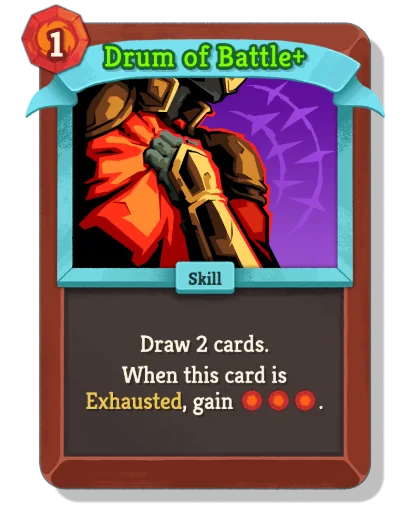 1
Drum of Battle+
Skill
Draw 2 cards.
When this card is
Exhausted, gain .